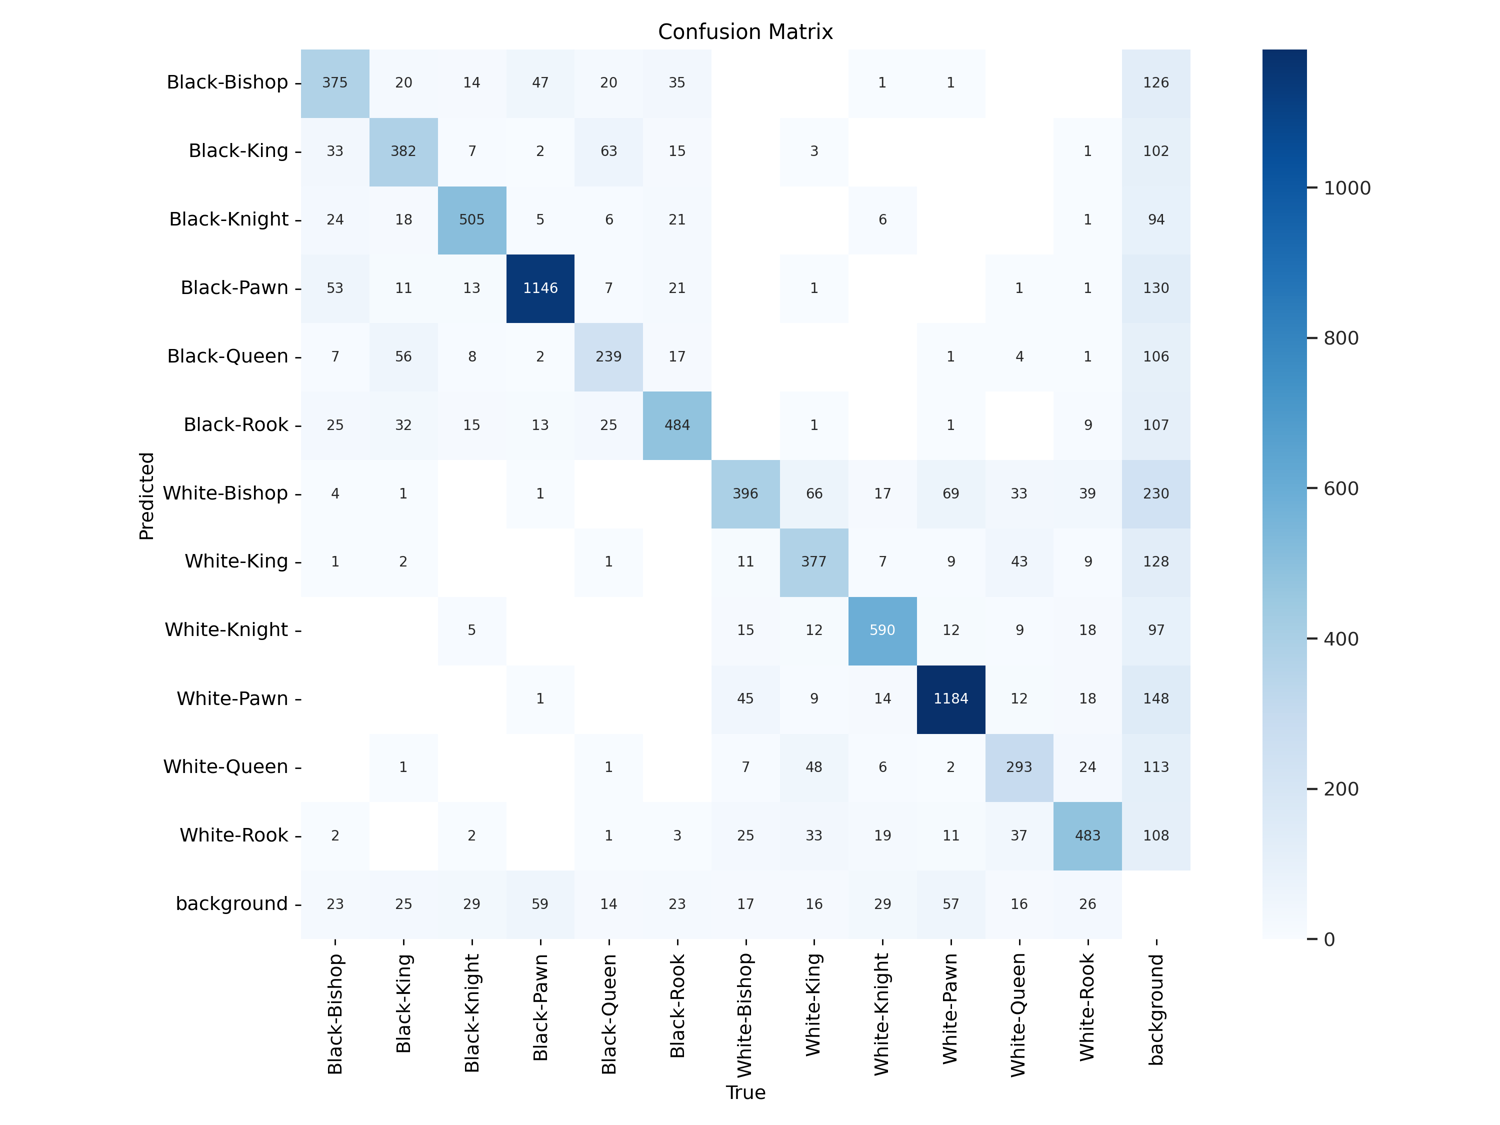 Confusion Matrix
Predicted
Black-Bishop 375 20 14 47 20 35 1 1 126
Black-King 33 382 7 2 63 15 3 1 102
Black-Knight 24 18 505 5 6 21 6 1 94
Black-Pawn 53 11 13 1146 7 21 1 1 1 130
Black-Queen 7 56 8 2 239 17 1 4 1 106
Black-Rook 25 32 15 13 25 484 1 1 9 107
White-Bishop 4 1 1 396 66 17 69 33 39 230
White-King 1 2 1 11 377 7 9 43 9 128
White-Knight 5 15 12 590 12 9 18 97
White-Pawn 1 45 9 14 1184 12 18 148
White-Queen 1 1 7 48 6 2 293 24 113
White-Rook 2 2 1 3 25 33 19 11 37 483 108
background 23 25 29 59 14 23 17 16 29 57 16 26
Black-Bishop
Black-King
Black-Knight
Black-Pawn
Black-Queen
Black-Rook
White-Bishop
White-King
White-Knight
White-Pawn
White-Queen
White-Rook
background
True
1000
800
600
400
200
0